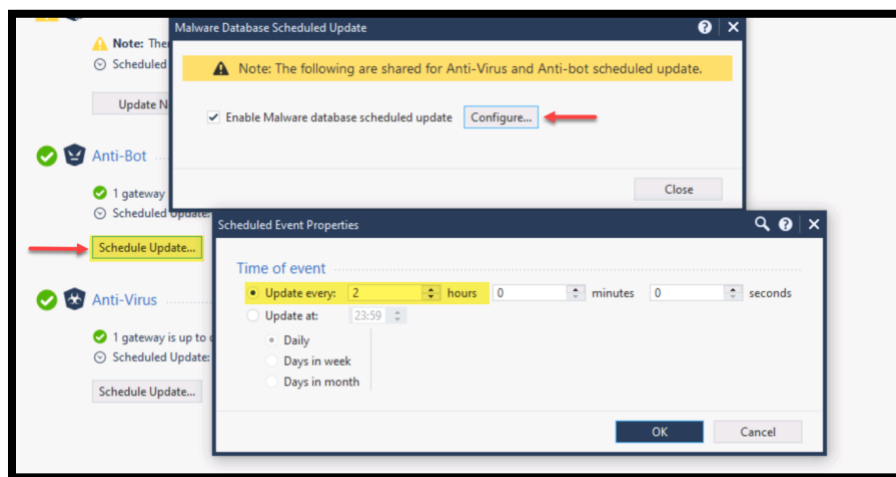 Malware Database Scheduled Update
Note: The
Scheduled
Note: The following are shared for Anti-Virus and Anti-bot scheduled update.
Update N
Enable Malware database scheduled update Configure...
Anti-Bot
Close
1 gateway
Scheduled Update:
Scheduled Event Properties
Schedule Update...
Time of event
Update every: 2 hours 0 minutes 0 seconds
Anti-Virus
Update at: 23:59
1 gateway is up to
Daily
Scheduled Update:
Days in week
Days in month
Schedule Update...
OK Cancel